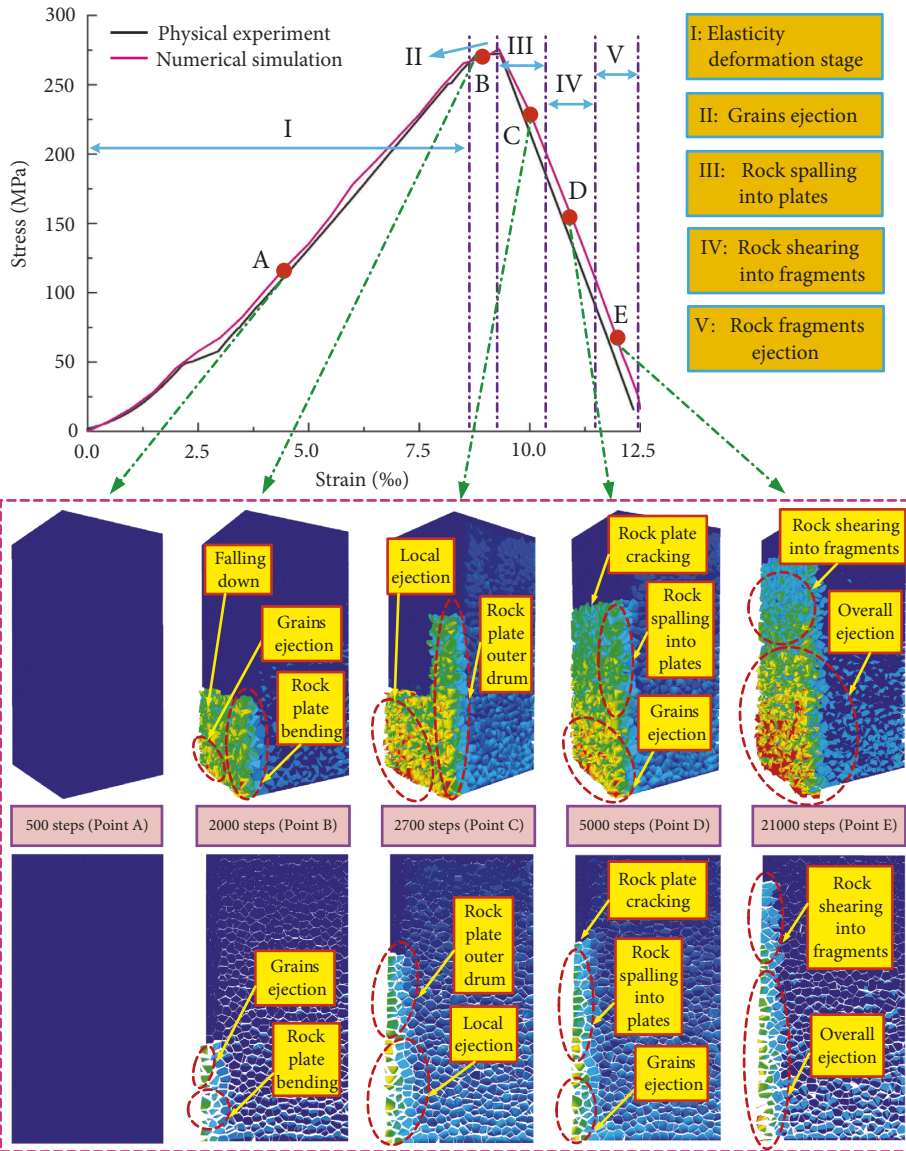 300
250
200
150
100
50
0
Stress (MPa)
Physical experiment
Numerical simulation
I
II
III
IV
V
A
B
C
D
E
0.0
2.5
5.0
7.5
10.0
12.5
Strain (‰)
I: Elasticity
deformation stage
II: Grains ejection
III: Rock spalling
into plates
IV: Rock shearing
into fragments
V: Rock fragments
ejection
Falling
down
Grains
ejection
Rock
plate
bending
Local
ejection
Rock
plate
outer
drum
Rock plate
cracking
Rock
spalling
into
plates
Grains
ejection
Rock shearing
into fragments
Overall
ejection
500 steps (Point A)
2000 steps (Point B)
2700 steps (Point C)
5000 steps (Point D)
21000 steps (Point E)
Grains
ejection
Rock
plate
bending
Rock
plate
outer
drum
Local
ejection
Rock plate
cracking
Rock
spalling
into
plates
Grains
ejection
Rock
shearing
into
fragments
Overall
ejection